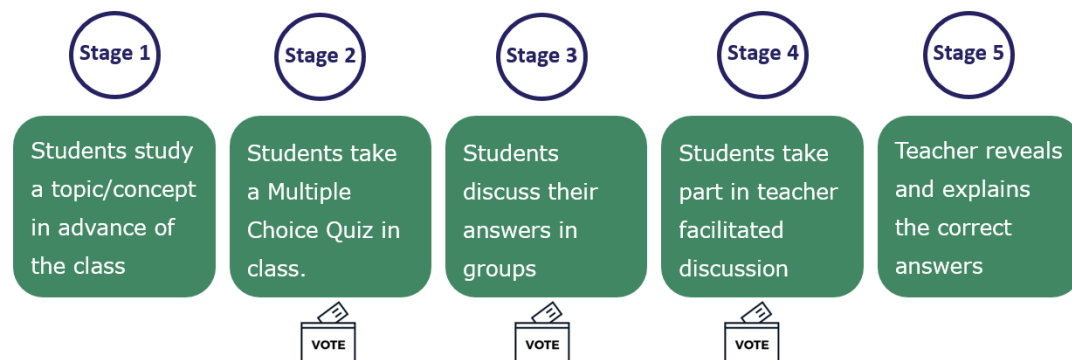 Stage 1
Stage 2
Stage 3
Stage 4
Stage 5
Students study
a topic/concept
in advance of
the class
Students take
a Multiple
Choice Quiz in
class.
Students
discuss their
answers in
groups
Students take
part in teacher
facilitated
discussion
Teacher reveals
and explains
the correct
answers
VOTE
VOTE
VOTE